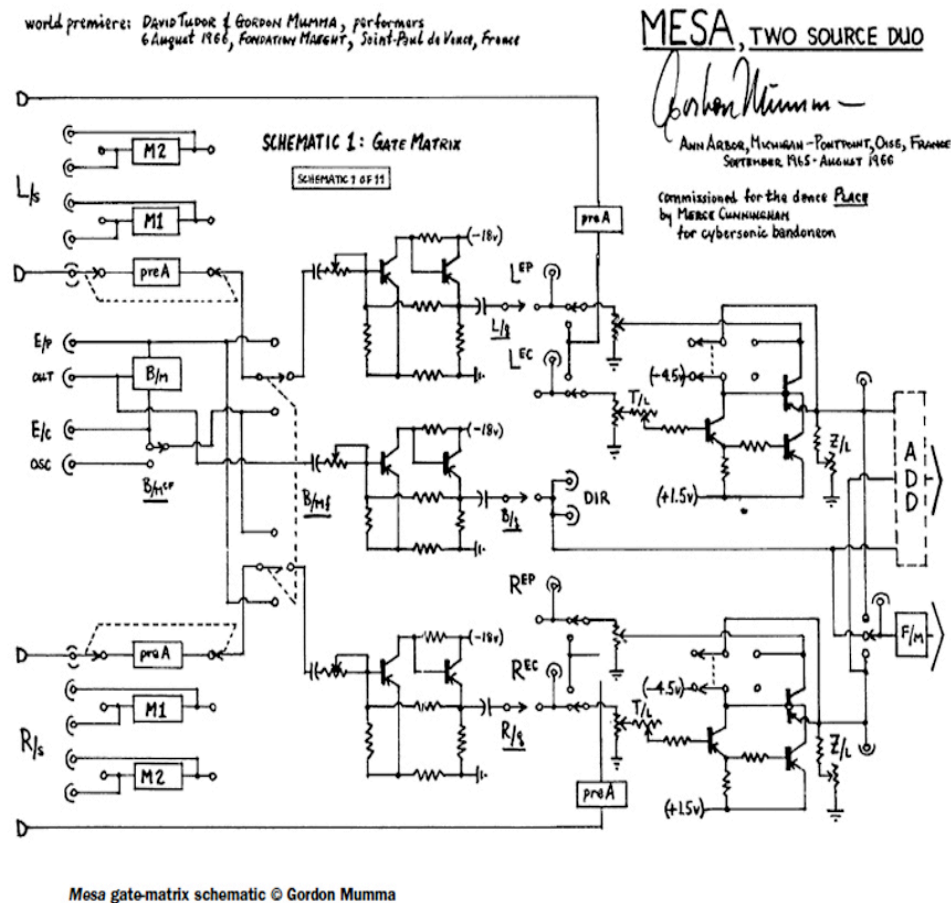 world premiere: DAVID TUDOR & GORDON MUMMA, performers
6 AUGUST 1966, FONDATION MAEGHT, Saint-Paul de Vence, France
MESA, TWO SOURCE DUO
Gordon Mumma
ANN ARBOR, MICHIGAN - PONTPOINT, OISE, FRANCE
SEPTEMBER 1965 - AUGUST 1966
commissioned for the dance PLACE
by MERCE CUNNINGHAM
for cybersonic bandoneon
SCHEMATIC 1: GATE MATRIX
SCHEMATIC 1 OF 11
M2
L/s
M1
preA
preA
(-18v)
L EP
L/g
L EC
E/P
OUT
B/M
E/C
OSC
B/M CP
(-4.5v)
T/L
Z/L
(+1.5v)
A
D
D
(-18v)
B/Mf
B/g
DIR
R EP
F/M
preA
(-18v)
R EC
R/g
(-4.5v)
T/L
Z/L
(+1.5v)
M1
R/s
M2
preA
Mesa gate-matrix schematic © Gordon Mumma